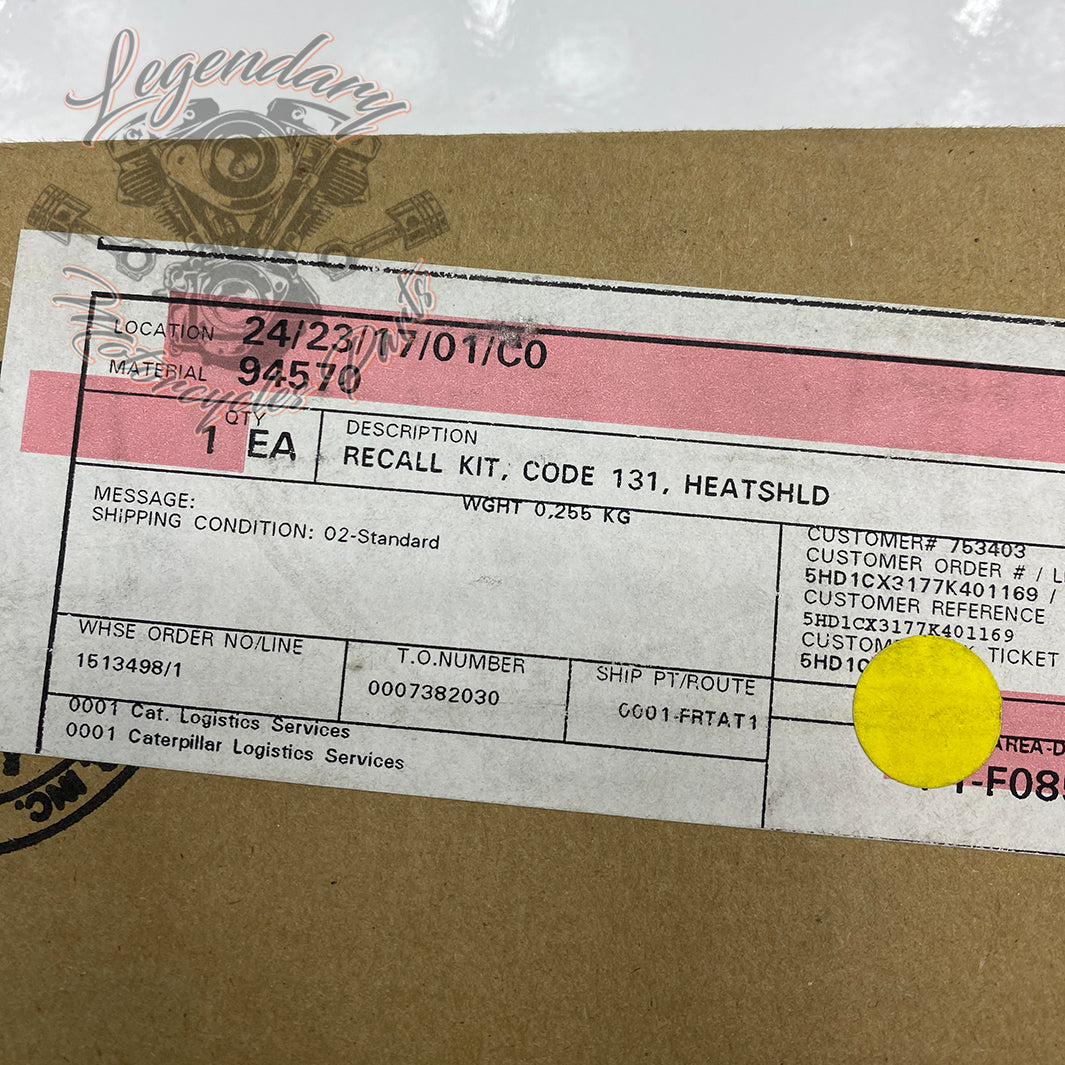 Legendary
Motorcycle Parts
LOCATION 24/23/17/01/C0
MATERIAL 94570
QTY
1 EA
DESCRIPTION
RECALL KIT, CODE 131, HEATSHLD
WGHT 0,255 KG
MESSAGE:
SHIPPING CONDITION: 02-Standard
CUSTOMER# 753403
CUSTOMER ORDER # /
5HD1CX3177K401169 /
CUSTOMER REFERENCE
5HD1CX3177K401169
TICKET
WHSE ORDER NO/LINE
1513498/1
T.O.NUMBER
0007382030
SHIP PT/ROUTE
0001-FRTAT1
0001 Cat. Logistics Services
0001 Caterpillar Logistics Services
INC.